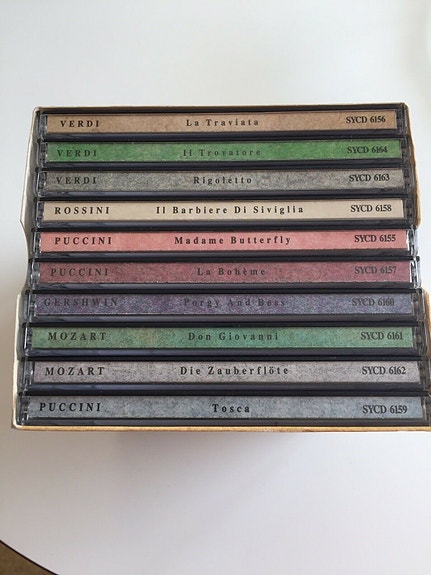 VERDI La Traviata SYCD 6156
VERDI Il Trovatore SYCD 6164
VERDI Rigoletto SYCD 6163
ROSSINI Il Barbiere Di Siviglia SYCD 6158
PUCCINI Madame Butterfly SYCD 6155
PUCCINI La Bohème SYCD 6157
GERSHWIN Porgy And Bess SYCD 6160
MOZART Don Giovanni SYCD 6161
MOZART Die Zauberflöte SYCD 6162
PUCCINI Tosca SYCD 6159